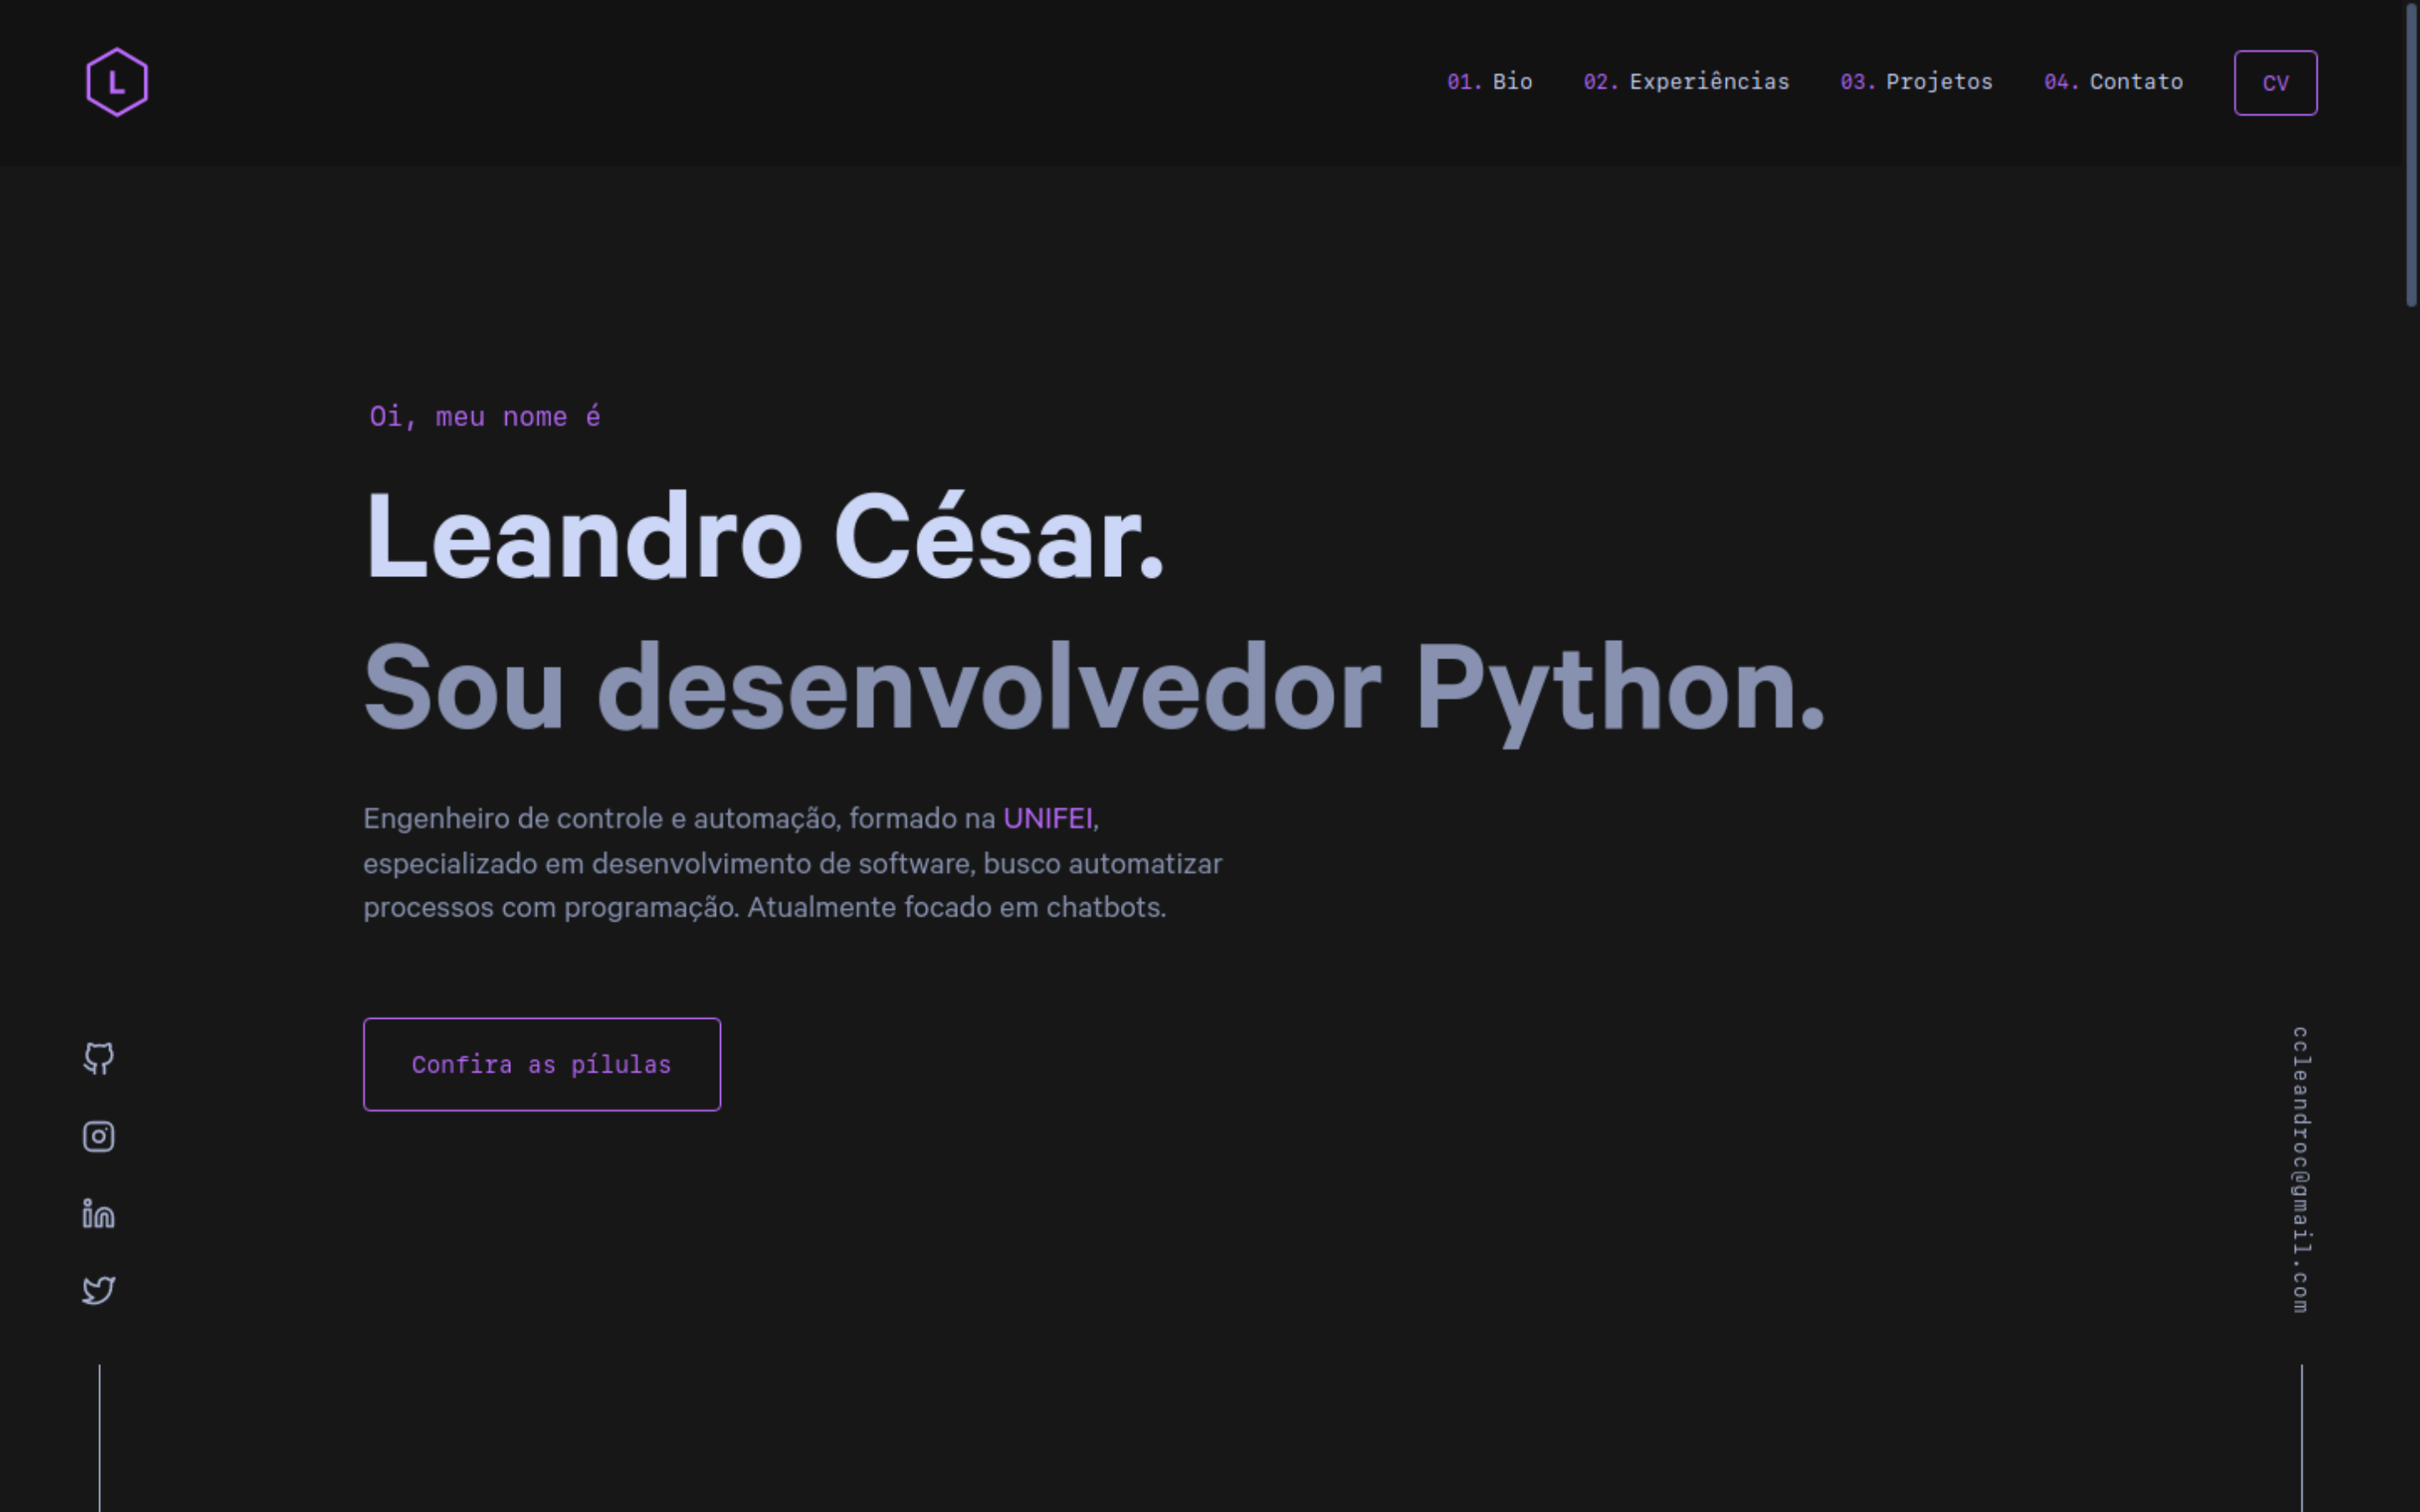 L
01. Bio
02. Experiências
03. Projetos
04. Contato
CV
Oi, meu nome é
Leandro César.
Sou desenvolvedor Python.
Engenheiro de controle e automação, formado na UNIFEI,
especializado em desenvolvimento de software, busco automatizar
processos com programação. Atualmente focado em chatbots.
Confira as pílulas
ccleandroc@gmail.com